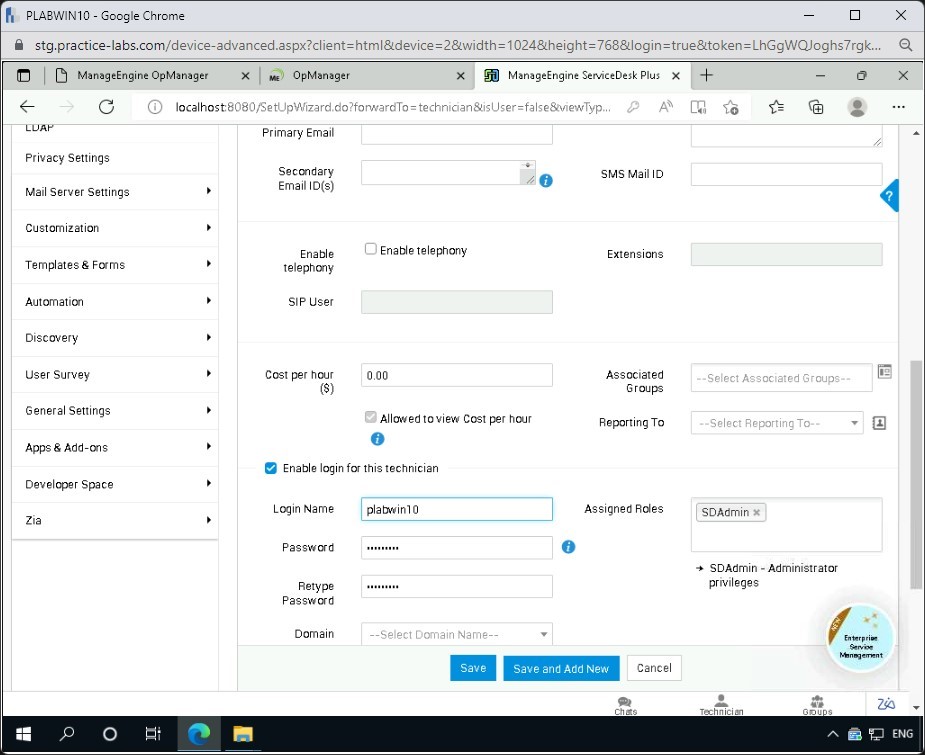 PLABWIN10 - Google Chrome
stg.practice-labs.com/device-advanced.aspx?client=html&device=2&width=1024&height=768&login=true&token=LhGgWQJoghs7rgk...
ManageEngine OpManager
ME
OpManager
ManageEngine ServiceDesk Plus
localhost:8080/SetUpWizard.do?forwardTo=technician&isUser=false&viewTyp...
LDAP
Privacy Settings
Mail Server Settings
Customization
Templates & Forms
Automation
Discovery
User Survey
General Settings
Apps & Add-ons
Developer Space
Zia
Primary Email
Secondary
Email ID(s)
SMS Mail ID
?
Enable
telephony
Enable telephony
Extensions
SIP User
Cost per hour
($)
0.00
Associated
Groups
--Select Associated Groups--
Allowed to view Cost per hour
Reporting To
--Select Reporting To--
Enable login for this technician
Login Name
plabwin10
Assigned Roles
SDAdmin
Password
•••••••••
SDAdmin - Administrator
privileges
Retype
Password
•••••••••
Domain
--Select Domain Name--
NEW
Enterprise
Service
Management
Save
Save and Add New
Cancel
Chats
Technician
Groups
Zia
ENG